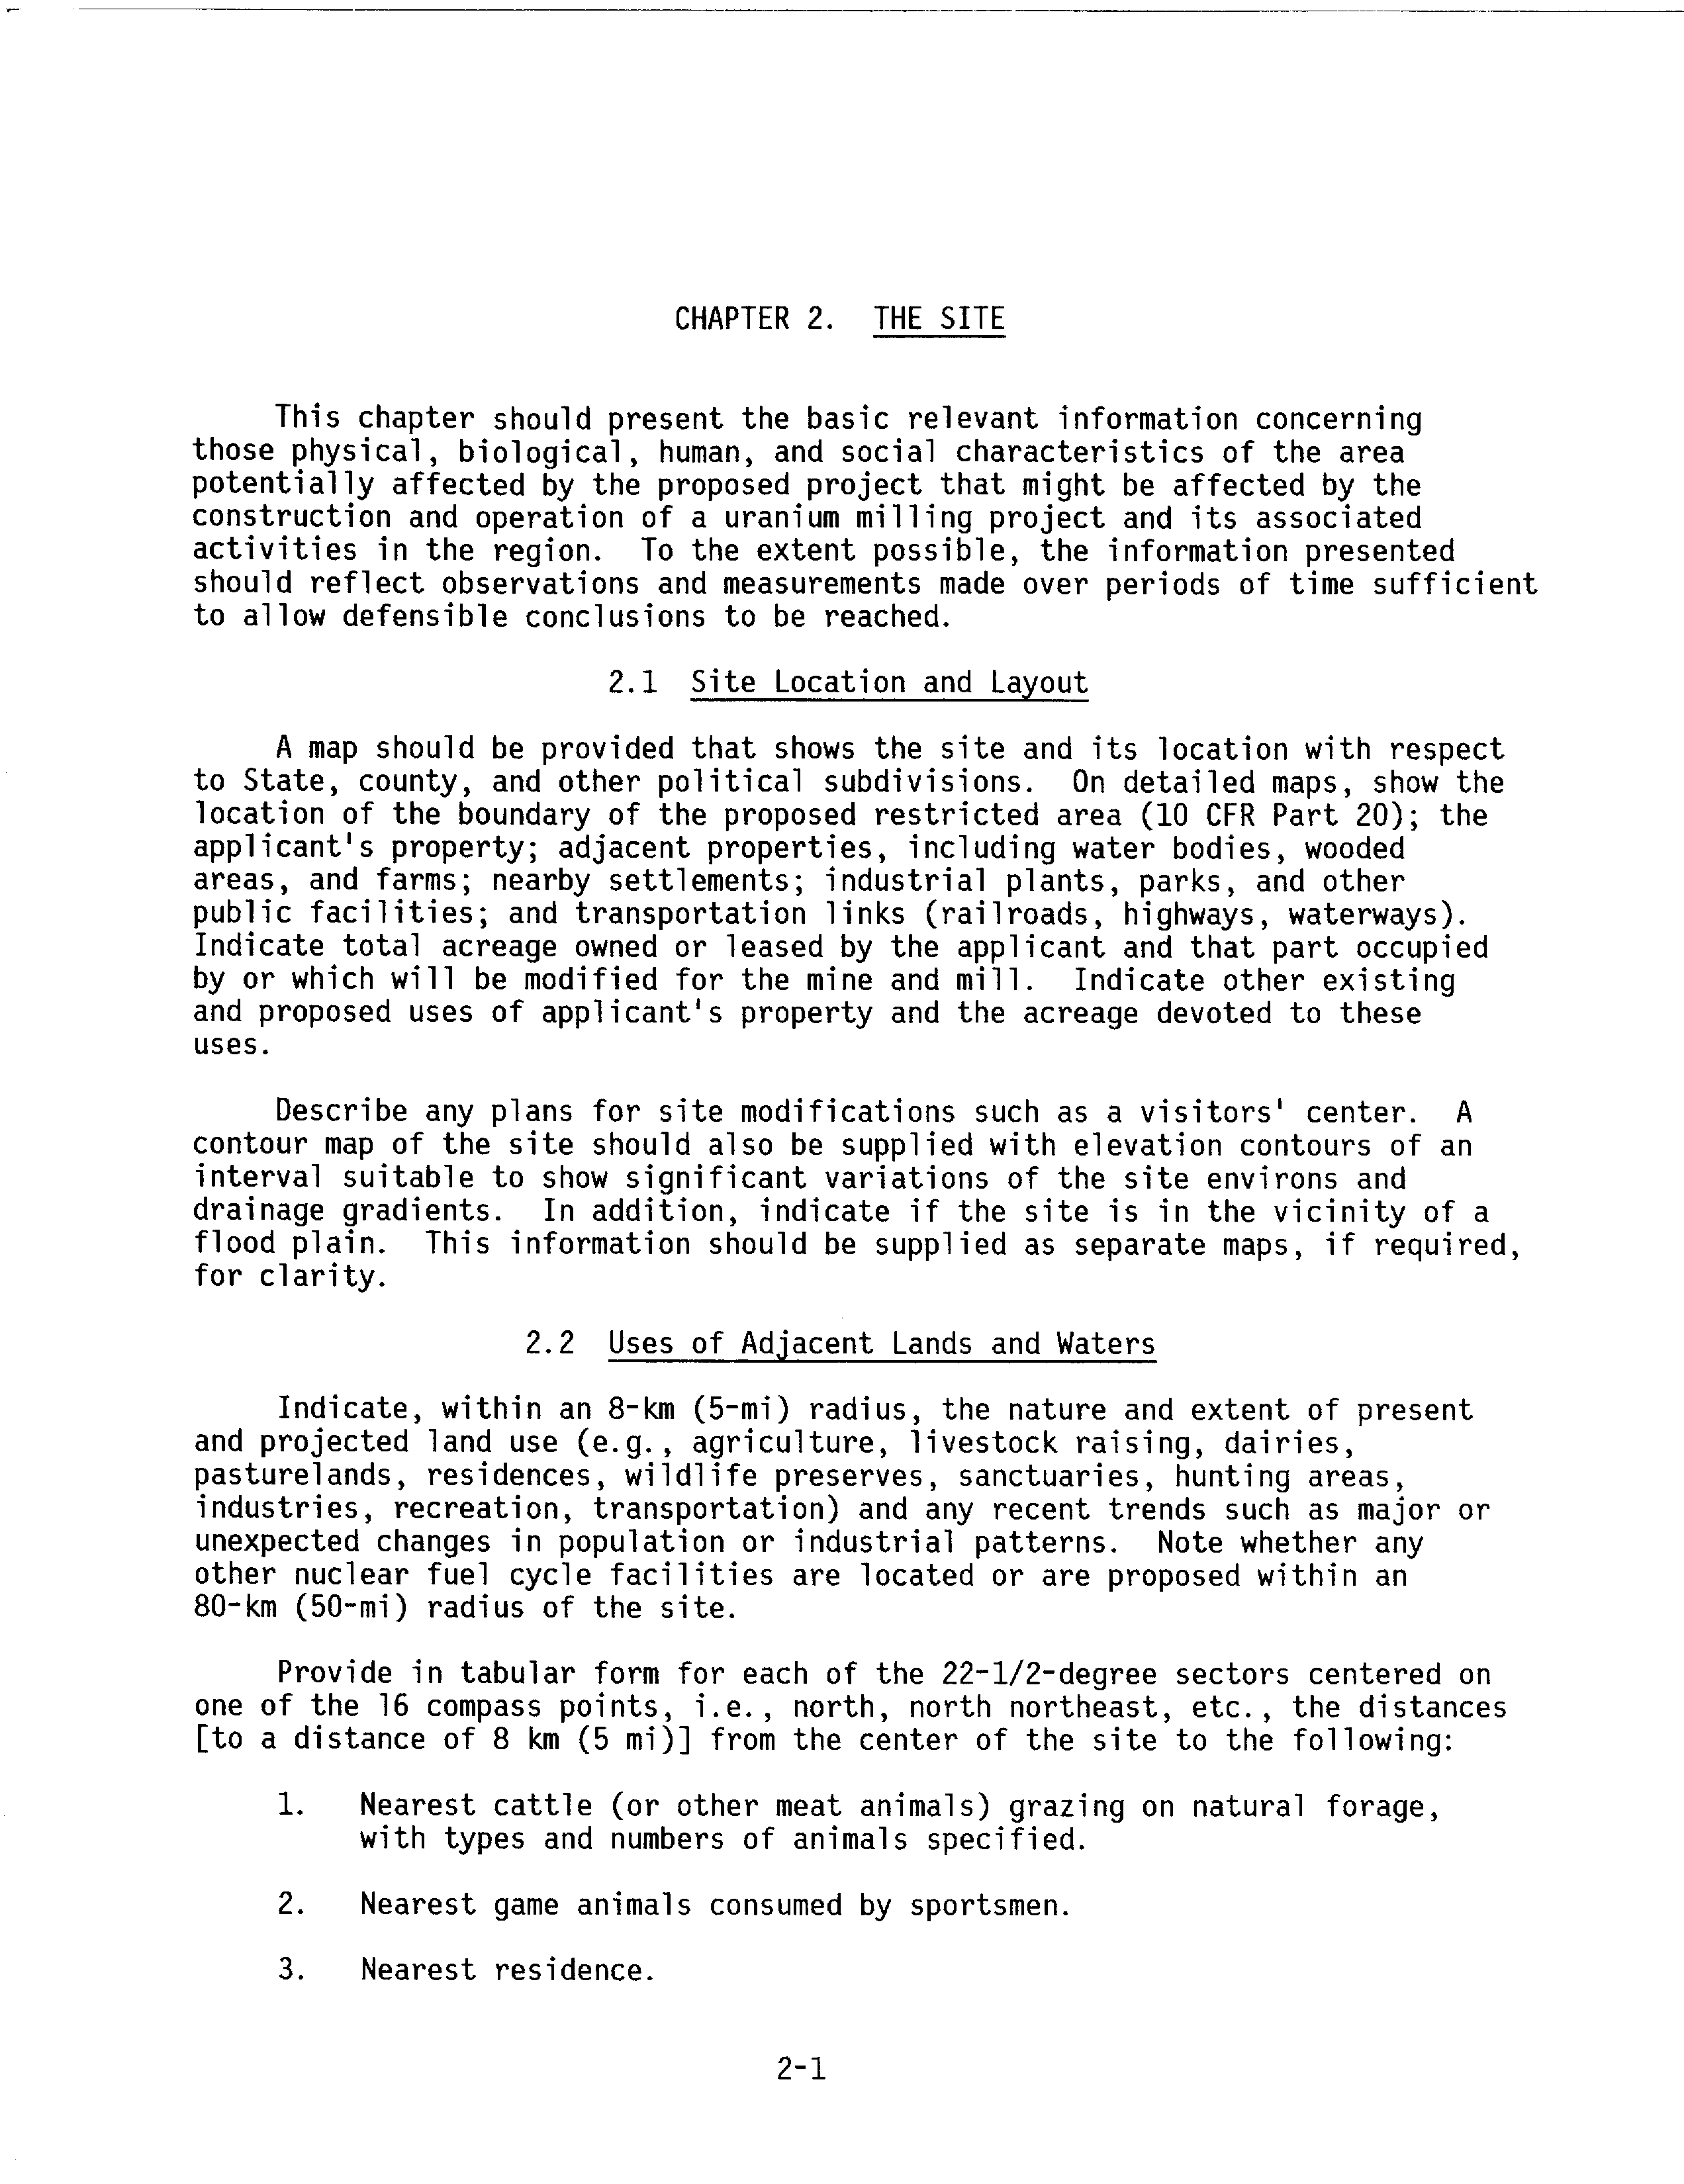 CHAPTER 2. THE SITE
This chapter should present the basic relevant information concerning
those physical, biological, human, and social characteristics of the area
potentially affected by the proposed project that might be affected by the
construction and operation of a uranium milling project and its associated
activities in the region. To the extent possible, the information presented
should reflect observations and measurements made over periods of time sufficient
to allow defensible conclusions to be reached.
2.1 Site Location and Layout
A map should be provided that shows the site and its location with respect
to State, county, and other political subdivisions. On detailed maps, show the
location of the boundary of the proposed restricted area (10 CFR Part 20); the
applicant's property; adjacent properties, including water bodies, wooded
areas, and farms; nearby settlements; industrial plants, parks, and other
public facilities; and transportation links (railroads, highways, waterways).
Indicate total acreage owned or leased by the applicant and that part occupied
by or which will be modified for the mine and mill. Indicate other existing
and proposed uses of applicant's property and the acreage devoted to these
uses.
Describe any plans for site modifications such as a visitors' center. A
contour map of the site should also be supplied with elevation contours of an
interval suitable to show significant variations of the site environs and
drainage gradients. In addition, indicate if the site is in the vicinity of a
flood plain. This information should be supplied as separate maps, if required,
for clarity.
2.2 Uses of Adjacent Lands and Waters
Indicate, within an 8-km (5-mi) radius, the nature and extent of present
and projected land use (e.g., agriculture, livestock raising, dairies,
pasturelands, residences, wildlife preserves, sanctuaries, hunting areas,
industries, recreation, transportation) and any recent trends such as major or
unexpected changes in population or industrial patterns. Note whether any
other nuclear fuel cycle facilities are located or are proposed within an
80-km (50-mi) radius of the site.
Provide in tabular form for each of the 22-1/2-degree sectors centered on
one of the 16 compass points, i.e., north, north northeast, etc., the distances
[to a distance of 8 km (5 mi)] from the center of the site to the following:
1. Nearest cattle (or other meat animals) grazing on natural forage,
with types and numbers of animals specified.
2. Nearest game animals consumed by sportsmen.
3. Nearest residence.
2-1